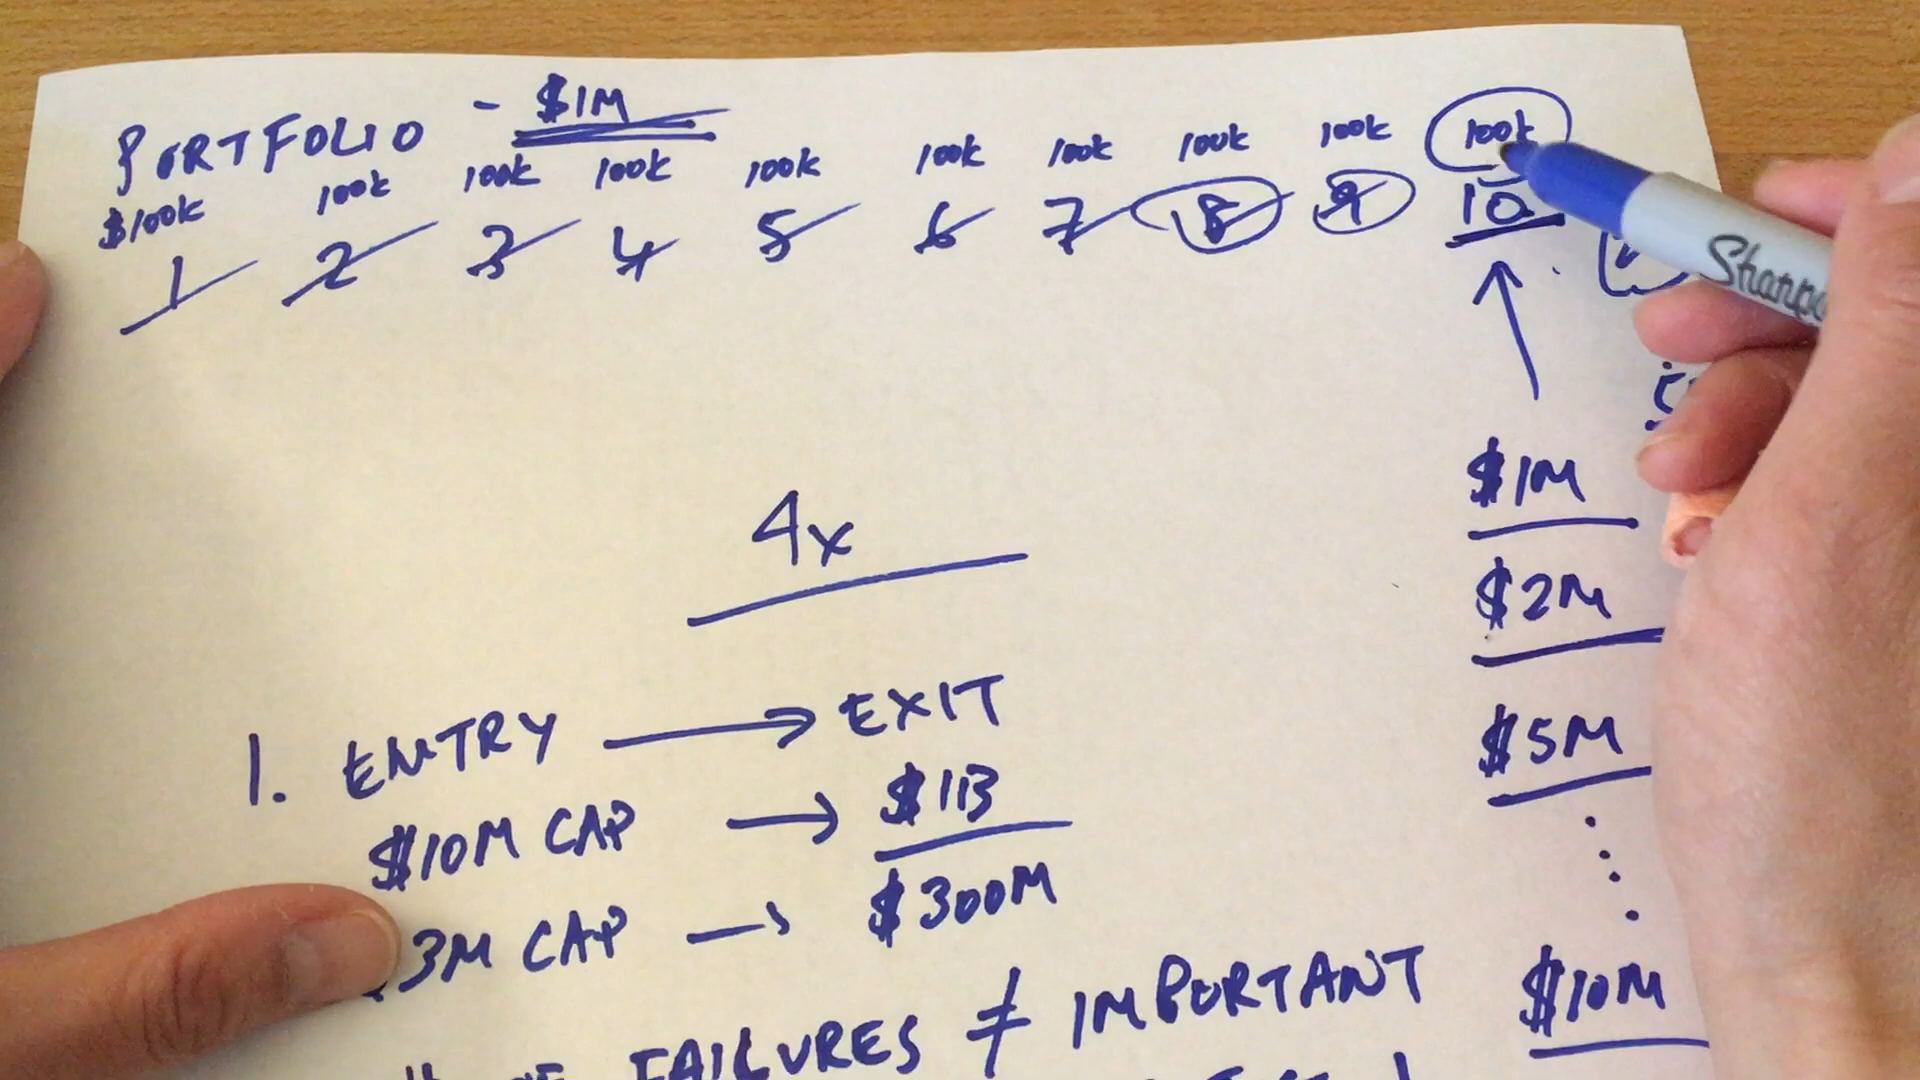 PORTFOLIO - $1M
$100k 100k 100k 100k 100k 100k 100k 100k 100k 100k
1 2 3 4 5 6 7 8 9 10
Sharpi
4x
1. ENTRY → EXIT
$10M CAP → $1B
3M CAP → $300M
FAILURES ≠ IMPORTANT
$1M
$2M
$5M
$10M